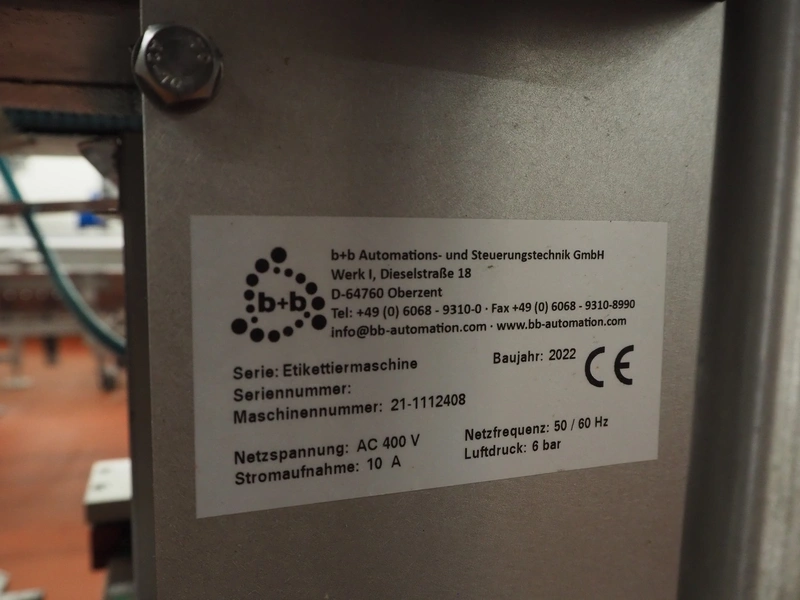 b+b
b+b Automations- und Steuerungstechnik GmbH
Werk I, Dieselstraße 18
D-64760 Oberzent
Tel: +49 (0) 6068 - 9310-0 · Fax +49 (0) 6068 - 9310-8990
info@bb-automation.com · www.bb-automation.com
Serie: Etikettiermaschine
Baujahr: 2022 CE
Seriennummer:
Maschinennummer: 21-1112408
Netzspannung: AC 400 V
Netzfrequenz: 50 / 60 Hz
Stromaufnahme: 10 A
Luftdruck: 6 bar